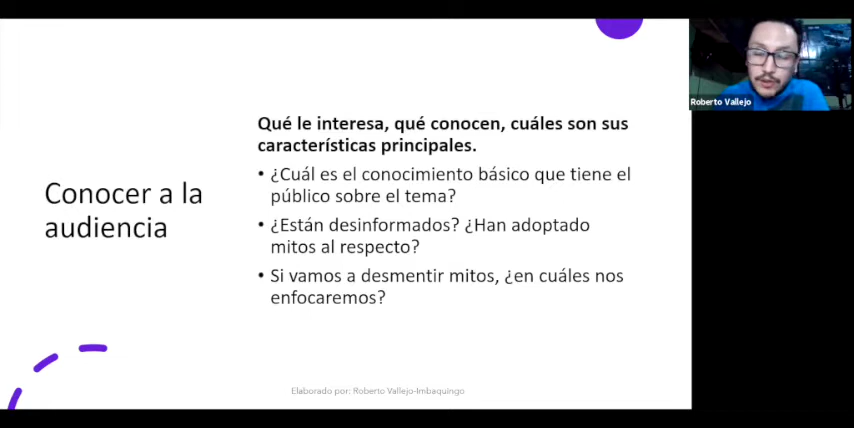 Conocer a la
audiencia
Qué le interesa, qué conocen, cuáles son sus
características principales.
• ¿Cuál es el conocimiento básico que tiene el
público sobre el tema?
• ¿Están desinformados? ¿Han adoptado
mitos al respecto?
• Si vamos a desmentir mitos, ¿en cuáles nos
enfocaremos?
Elaborado por: Roberto Vallejo-Imbaquingo
Roberto Vallejo